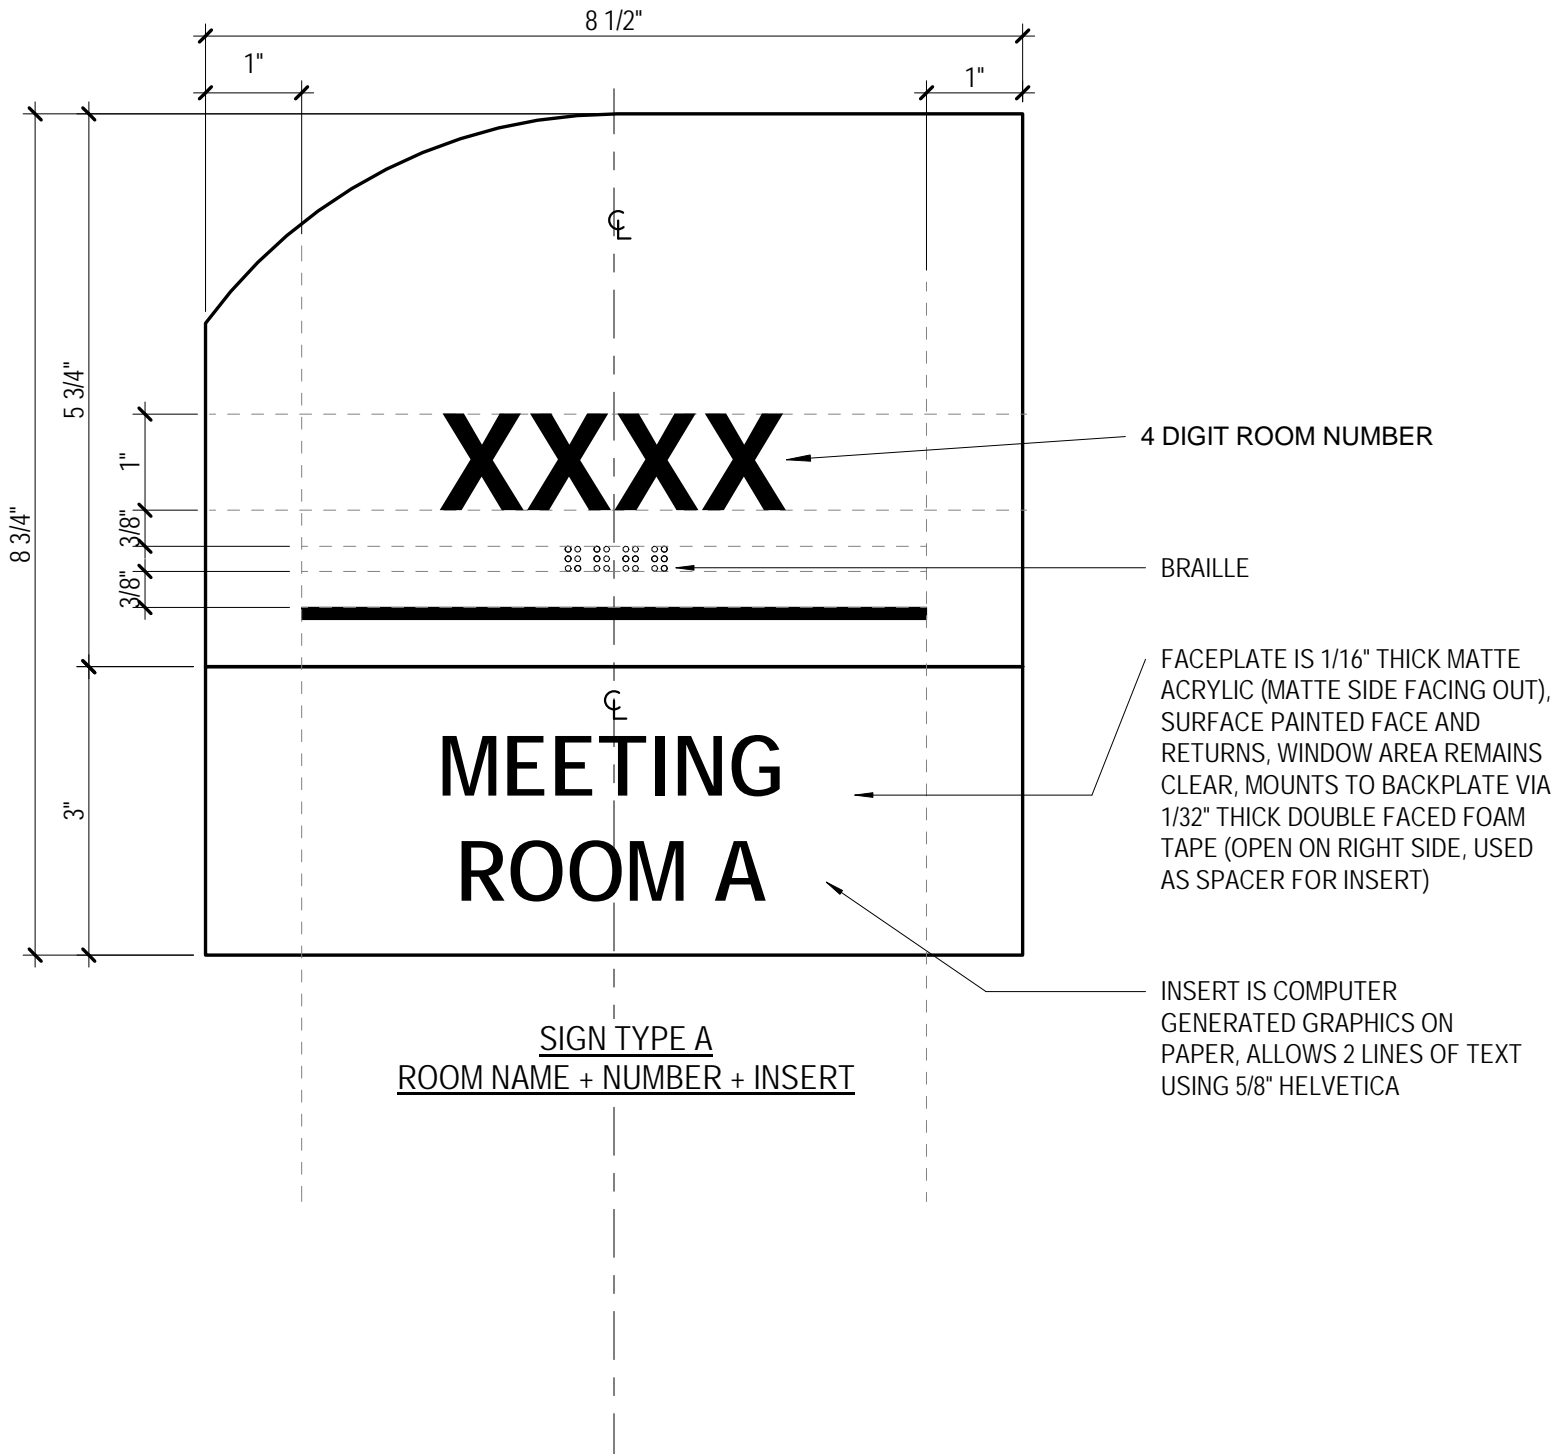 8 1/2"
1"
1"
℄
5 3/4"
8 3/4"
XXXX
4 DIGIT ROOM NUMBER
1"
3/8"
3/8"
BRAILLE
℄
MEETING
ROOM A
3"
FACEPLATE IS 1/16" THICK MATTE
ACRYLIC (MATTE SIDE FACING OUT),
SURFACE PAINTED FACE AND
RETURNS, WINDOW AREA REMAINS
CLEAR, MOUNTS TO BACKPLATE VIA
1/32" THICK DOUBLE FACED FOAM
TAPE (OPEN ON RIGHT SIDE, USED
AS SPACER FOR INSERT)
INSERT IS COMPUTER
GENERATED GRAPHICS ON
PAPER, ALLOWS 2 LINES OF TEXT
USING 5/8" HELVETICA
SIGN TYPE A
ROOM NAME + NUMBER + INSERT